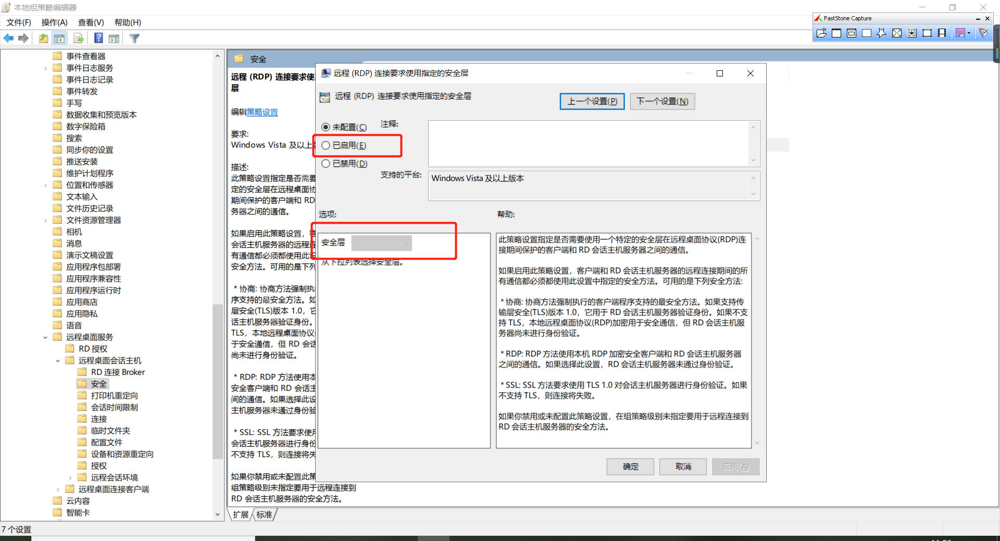 本地组策略编辑器
文件(F) 操作(A) 查看(V) 帮助(H)
FastStone Capture
事件查看器
事件日志服务
事件日志记录
事件转发
手写
数据收集和预览版本
数字保险箱
搜索
同步你的设置
推送安装
维护计划程序
位置和传感器
文本输入
文件历史记录
文件资源管理器
相机
消息
演示文稿设置
应用程序包部署
应用程序兼容性
应用程序运行时
应用商店
应用隐私
语音
远程桌面服务
RD 授权
远程桌面会话主机
RD 连接 Broker
安全
打印机重定向
会话时间限制
连接
临时文件夹
配置文件
设备和资源重定向
授权
远程会话环境
远程桌面连接客户端
云内容
智能卡
安全
远程 (RDP) 连接要求使
层
编辑策略设置
要求:
Windows Vista 及以上
描述:
此策略设置指定是否需要
定的安全层在远程桌面协
期间保护的客户端和 RD
务器之间的通信。
如果启用此策略设置，客
会话主机服务器的远程连
有通信都必须都使用此设
安全方法。可用的是下列
* 协商: 协商方法强制执
序支持的最安全方法。如
层安全(TLS)版本 1.0，它
话主机服务器验证身份。
TLS，本地远程桌面协议
于安全通信，但 RD 会话
尚未进行身份验证。
* RDP: RDP 方法使用本
安全客户端和 RD 会话主
间的通信。如果选择此设
主机服务器未通过身份验
* SSL: SSL 方法要求使用
会话主机服务器进行身份
不支持 TLS，则连接将失
如果你禁用或未配置此策
组策略级别未指定要用于远程连接到
RD 会话主机服务器的安全方法。
扩展 标准
7 个设置
远程 (RDP) 连接要求使用指定的安全层
远程 (RDP) 连接要求使用指定的安全层
上一个设置(P) 下一个设置(N)
未配置(C) 注释:
已启用(E)
已禁用(D)
支持的平台: Windows Vista 及以上版本
选项: 帮助:
安全层
从下拉列表选择安全层。
此策略设置指定是否需要使用一个特定的安全层在远程桌面协议(RDP)连
接期间保护的客户端和 RD 会话主机服务器之间的通信。
如果启用此策略设置，客户端和 RD 会话主机服务器的远程连接期间的所
有通信都必须都使用此设置中指定的安全方法。可用的是下列安全方法:
* 协商: 协商方法强制执行的客户端程序支持的最安全方法。如果支持传
输层安全(TLS)版本 1.0，它用于 RD 会话主机服务器验证身份。如果不支
持 TLS，本地远程桌面协议(RDP)加密用于安全通信，但 RD 会话主机服
务器尚未进行身份验证。
* RDP: RDP 方法使用本机 RDP 加密安全客户端和 RD 会话主机服务器
之间的通信。如果选择此设置，RD 会话主机服务器未通过身份验证。
* SSL: SSL 方法要求使用 TLS 1.0 对会话主机服务器进行身份验证。如果
不支持 TLS，则连接将失败。
如果你禁用或未配置此策略设置，在组策略级别未指定要用于远程连接到
RD 会话主机服务器的安全方法。
确定 取消 应用(A)